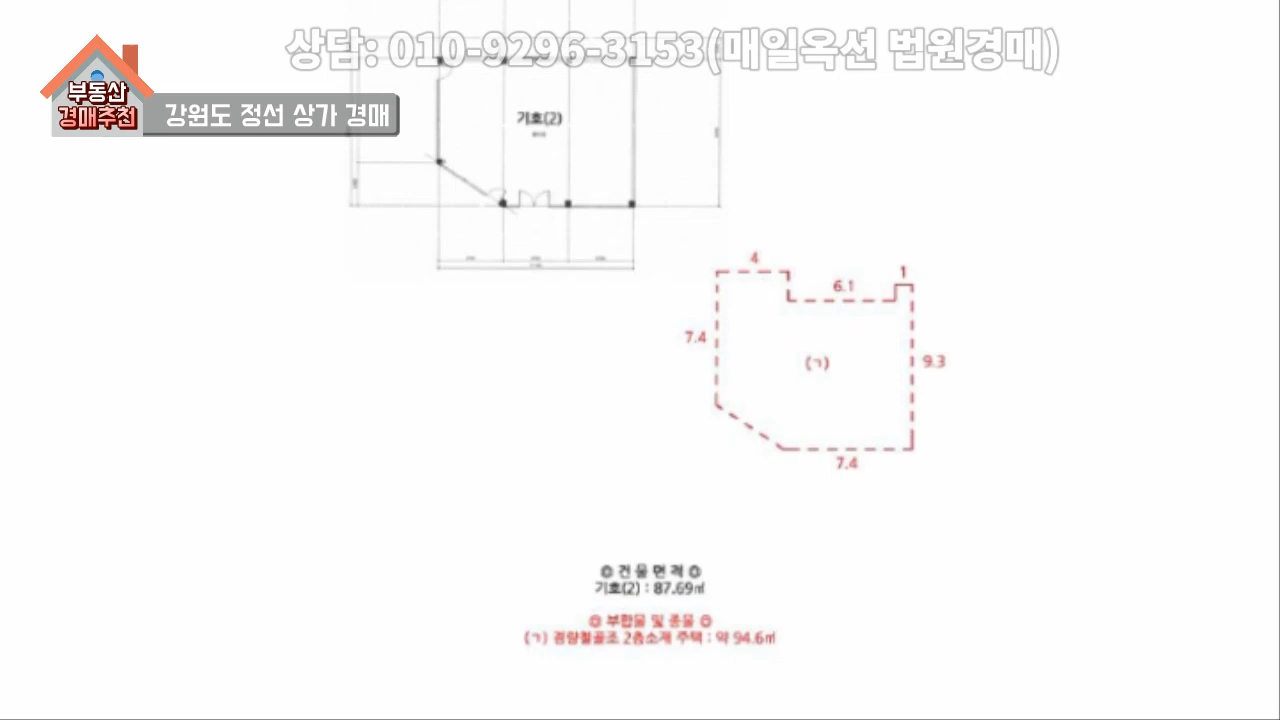 상담: 010-9296-3153(매일옥션 법원경매)
부동산
경매추천
강원도 정선 상가 경매
기호(2)
4
1
6.1
7.4
(ㄱ)
9.3
7.4
◎ 건 물 면 적 ◎
기호(2) : 87.69㎡
◎ 부합물 및 종물 ◎
(ㄱ) 경량철골조 2층소재 주택 : 약 94.6㎡